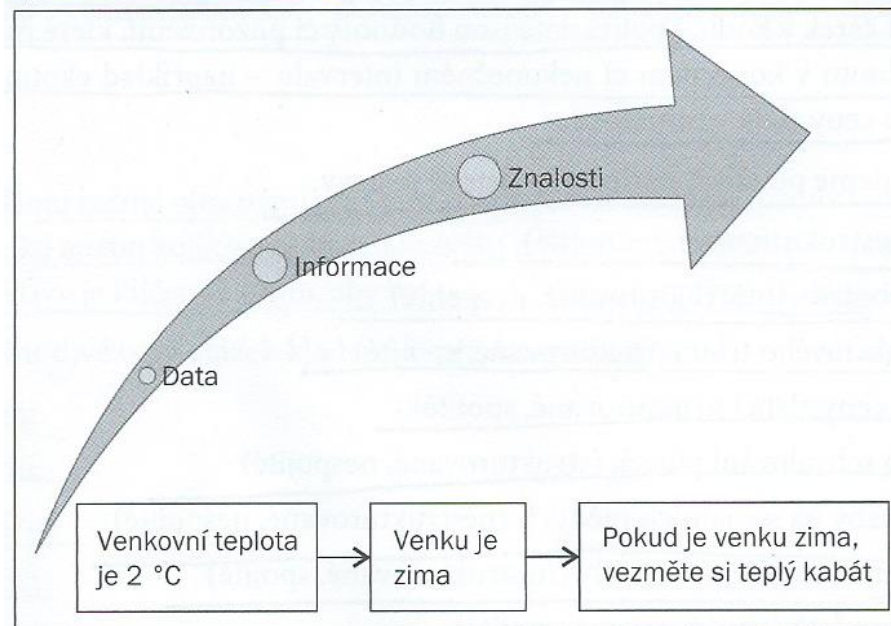 Znalosti
Informace
Data
Venkovní teplota
je 2 °C
Venku je
zima
Pokud je venku zima,
vezměte si teplý kabát